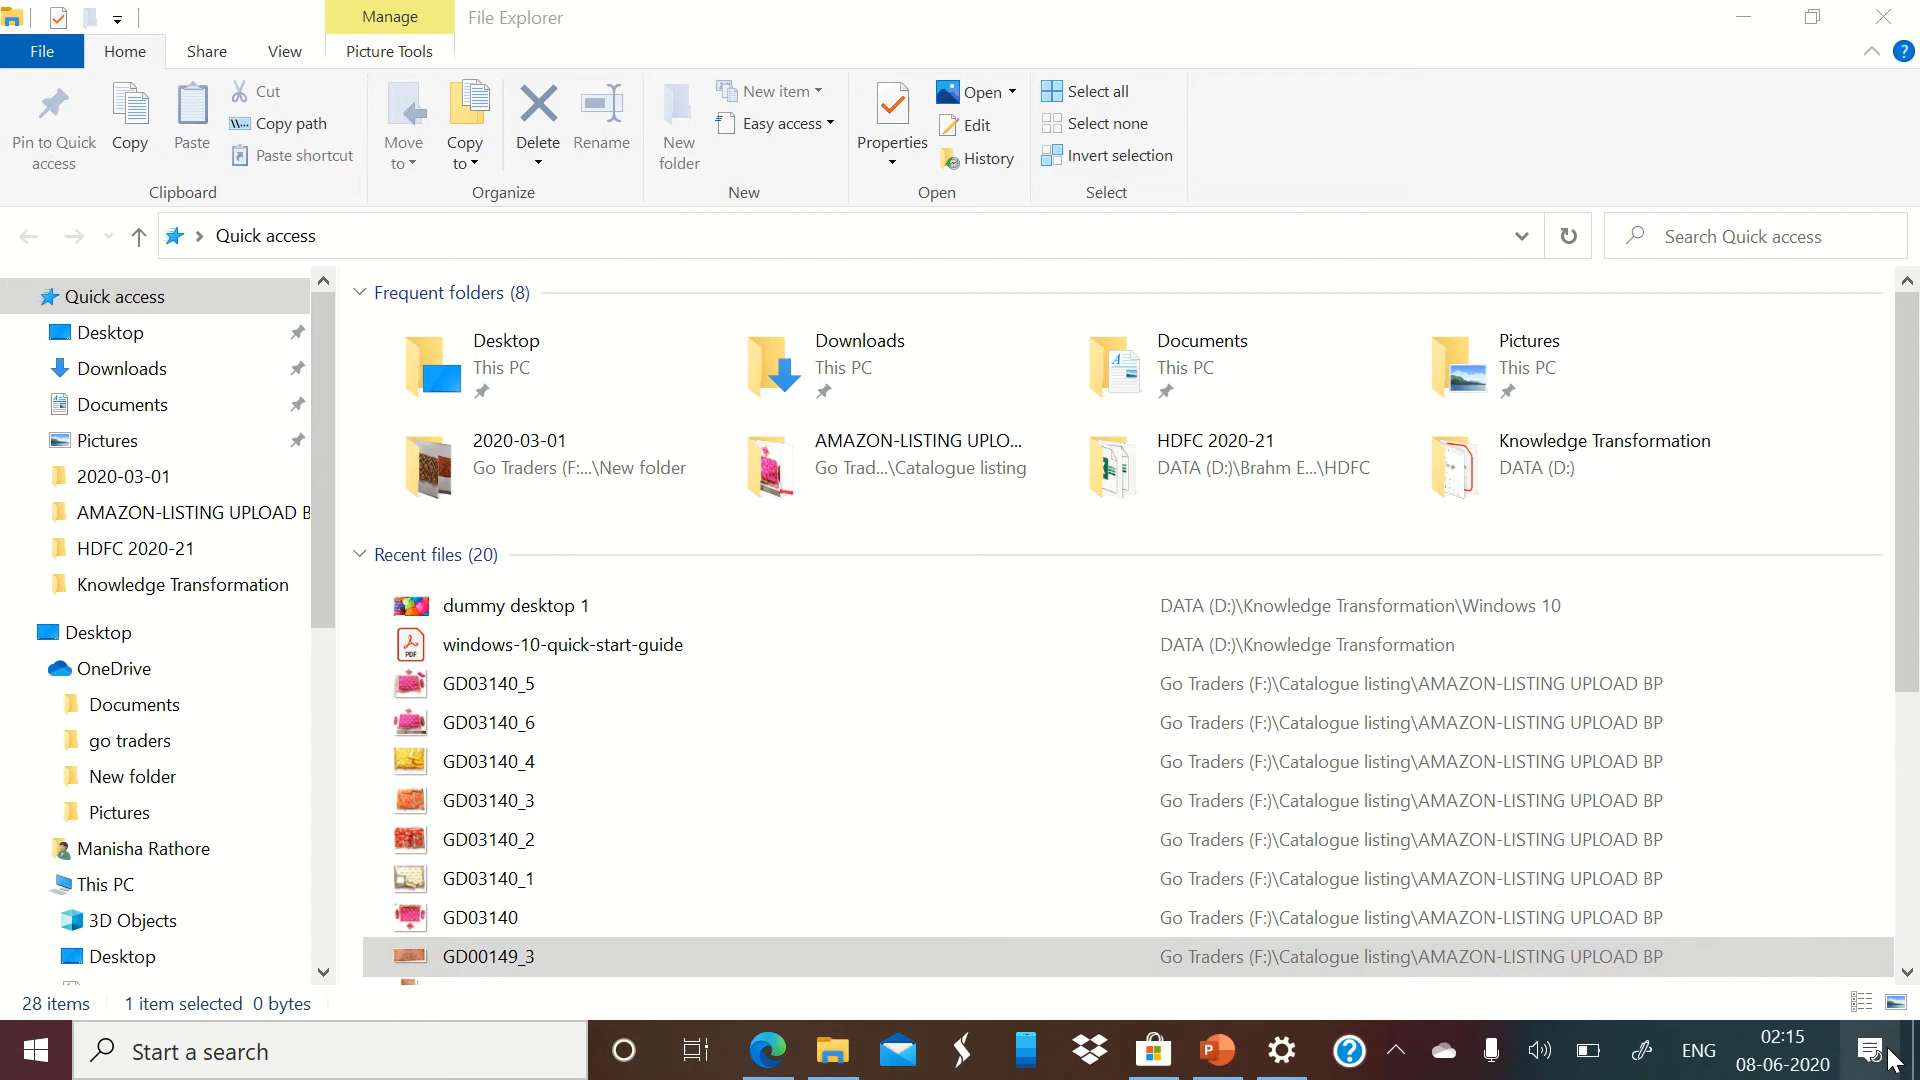 Manage
File Explorer
File
Home
Share
View
Picture Tools
Pin to Quick access
Copy
Paste
Cut
Copy path
Paste shortcut
Clipboard
Move to
Copy to
Delete
Rename
Organize
New folder
New item
Easy access
New
Properties
Open
Edit
History
Open
Select all
Select none
Invert selection
Select
Quick access
Search Quick access
Quick access
Desktop
Downloads
Documents
Pictures
2020-03-01
AMAZON-LISTING UPLOAD B
HDFC 2020-21
Knowledge Transformation
Desktop
OneDrive
Documents
go traders
New folder
Pictures
Manisha Rathore
This PC
3D Objects
Desktop
Frequent folders (8)
Desktop
This PC
Downloads
This PC
Documents
This PC
Pictures
This PC
2020-03-01
Go Traders (F:...\New folder
AMAZON-LISTING UPLO...
Go Trad...\Catalogue listing
HDFC 2020-21
DATA (D:)\Brahm E...\HDFC
Knowledge Transformation
DATA (D:)
Recent files (20)
dummy desktop 1 DATA (D:)\Knowledge Transformation\Windows 10
windows-10-quick-start-guide DATA (D:)\Knowledge Transformation
GD03140_5 Go Traders (F:)\Catalogue listing\AMAZON-LISTING UPLOAD BP
GD03140_6 Go Traders (F:)\Catalogue listing\AMAZON-LISTING UPLOAD BP
GD03140_4 Go Traders (F:)\Catalogue listing\AMAZON-LISTING UPLOAD BP
GD03140_3 Go Traders (F:)\Catalogue listing\AMAZON-LISTING UPLOAD BP
GD03140_2 Go Traders (F:)\Catalogue listing\AMAZON-LISTING UPLOAD BP
GD03140_1 Go Traders (F:)\Catalogue listing\AMAZON-LISTING UPLOAD BP
GD03140 Go Traders (F:)\Catalogue listing\AMAZON-LISTING UPLOAD BP
GD00149_3 Go Traders (F:)\Catalogue listing\AMAZON-LISTING UPLOAD BP
28 items 1 item selected 0 bytes
Start a search
ENG
02:15
08-06-2020